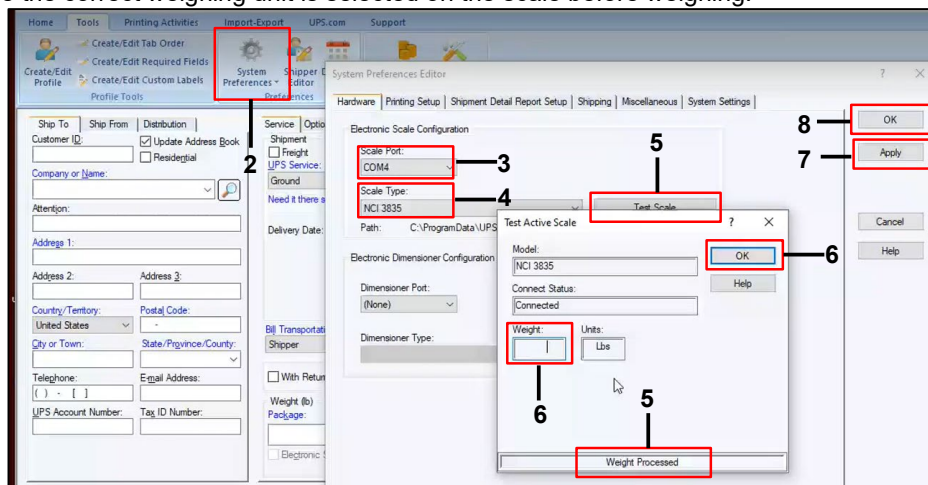 the correct weighing unit is selected on the scale before weighing.
Home Tools Printing Activities Import-Export UPS.com Support
Create/Edit Profile
Create/Edit Tab Order
Create/Edit Required Fields
Create/Edit Custom Labels
System Preferences
Shipper Editor
Profile Tools
Preferences
2
Ship To Ship From Distribution
Customer ID:
Update Address Book
Residential
Company or Name:
Attention:
Address 1:
Address 2: Address 3:
Country/Territory: Postal Code:
United States -
City or Town: State/Province/County:
Telephone: E-mail Address:
( ) - [ ]
UPS Account Number: Tax ID Number:
Service
Shipment
Freight
UPS Service:
Ground
Need it there
Delivery Date:
Shipper
With
Weight (lb)
Package:
System Preferences Editor ? ×
Hardware Printing Setup Shipment Detail Report Setup Shipping Miscellaneous System Settings
Electronic Scale Configuration
Scale Port:
COM4
3
Scale Type:
NCI 3835
4
5
Test Scale
Path: C:\ProgramData\UPS
Electronic Dimensioner Configuration
Dimensioner Port:
(None)
Dimensioner Type:
8
OK
7
Apply
Cancel
Help
Test Active Scale ? ×
Model:
NCI 3835
OK
6
Help
Connect Status:
Connected
Weight: Units:
Lbs
6
5
Weight Processed